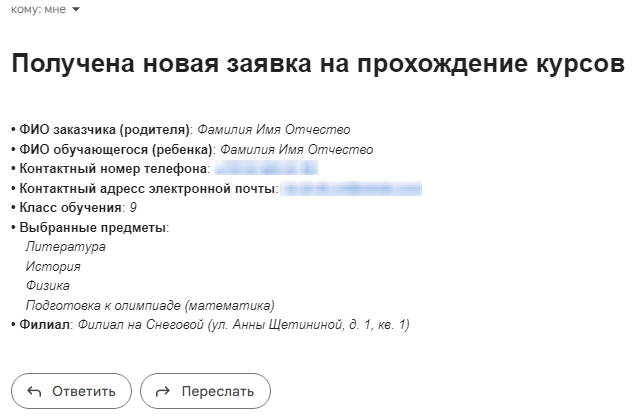 кому: мне
Получена новая заявка на прохождение курсов
• ФИО заказчика (родителя): Фамилия Имя Отчество
• ФИО обучающегося (ребенка): Фамилия Имя Отчество
• Контактный номер телефона:
• Контактный адресс электронной почты:
• Класс обучения: 9
• Выбранные предметы:
Литература
История
Физика
Подготовка к олимпиаде (математика)
• Филиал: Филиал на Снеговой (ул. Анны Щетининой, д. 1, кв. 1)
Ответить
Переслать